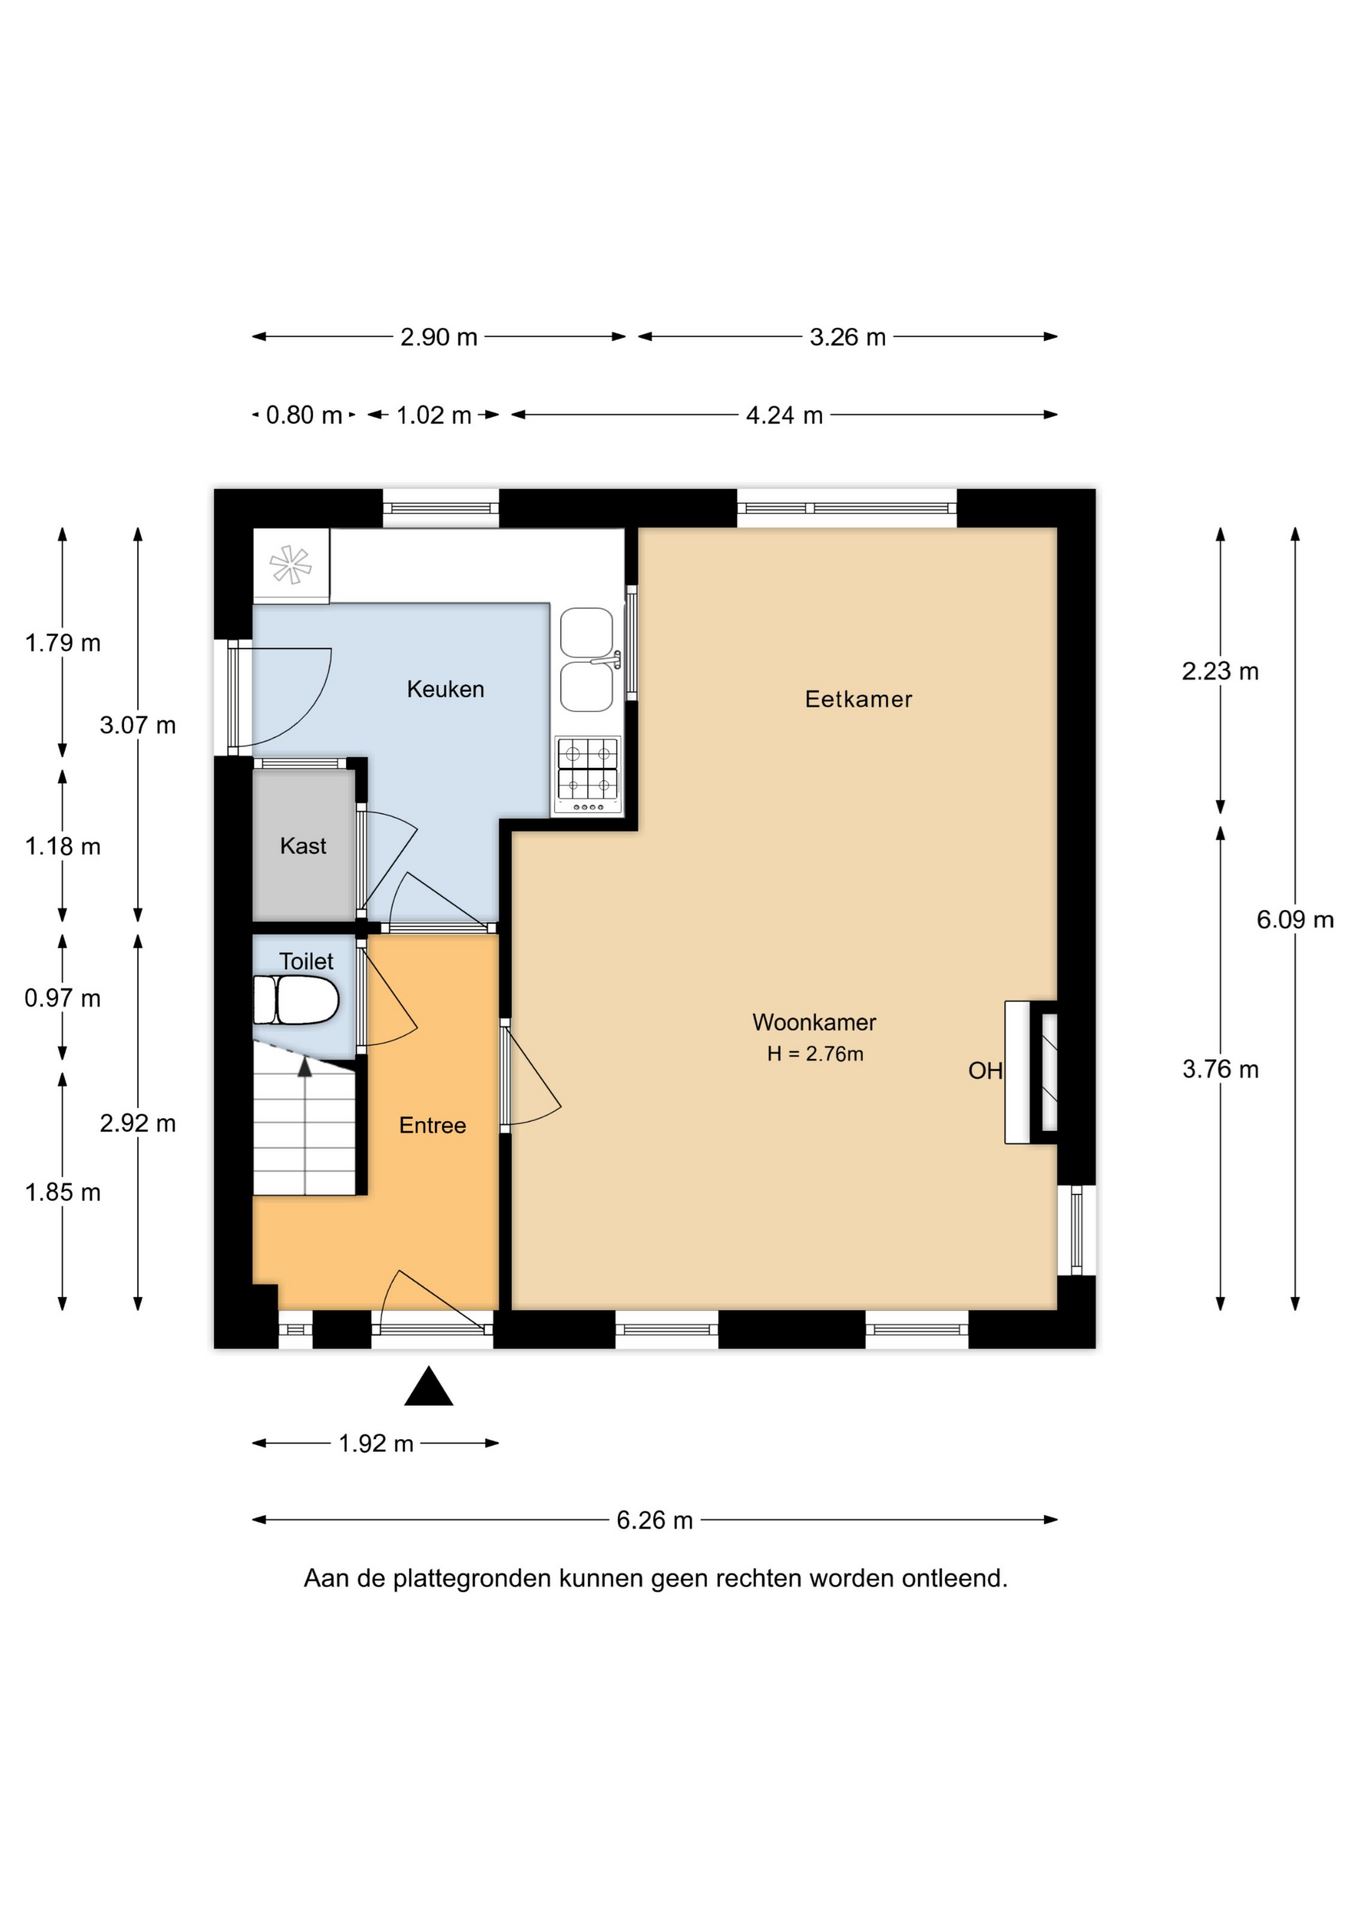 2.90 m
3.26 m
0.80 m
1.02 m
4.24 m
1.79 m
2.23 m
Keuken
Eetkamer
3.07 m
1.18 m
Kast
6.09 m
Toilet
0.97 m
Woonkamer
H = 2.76m
OH
3.76 m
2.92 m
Entree
1.85 m
1.92 m
6.26 m
Aan de plattegronden kunnen geen rechten worden ontleend.